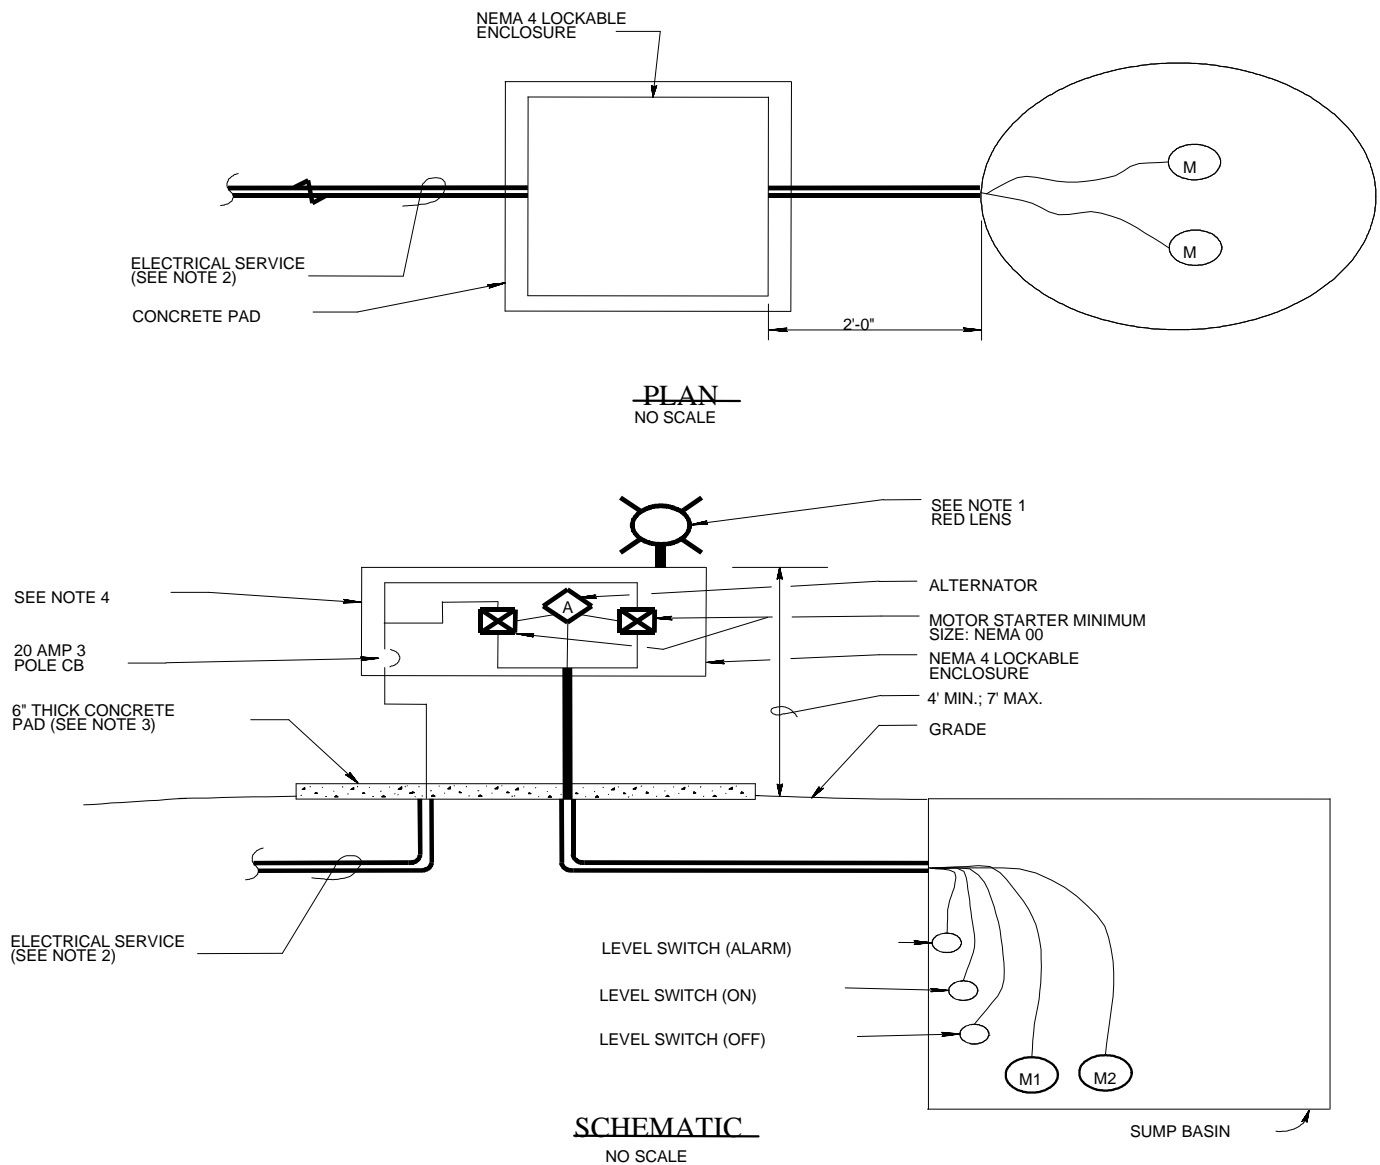 NEMA 4 LOCKABLE
ENCLOSURE
M
M
ELECTRICAL SERVICE
(SEE NOTE 2)
CONCRETE PAD
2'-0"
PLAN
NO SCALE
SEE NOTE 1
RED LENS
SEE NOTE 4
A
ALTERNATOR
MOTOR STARTER MINIMUM
SIZE: NEMA 00
20 AMP 3
POLE CB
NEMA 4 LOCKABLE
ENCLOSURE
4' MIN.; 7' MAX.
6" THICK CONCRETE
PAD (SEE NOTE 3)
GRADE
ELECTRICAL SERVICE
(SEE NOTE 2)
LEVEL SWITCH (ALARM)
LEVEL SWITCH (ON)
LEVEL SWITCH (OFF)
M1
M2
SUMP BASIN
SCHEMATIC
NO SCALE